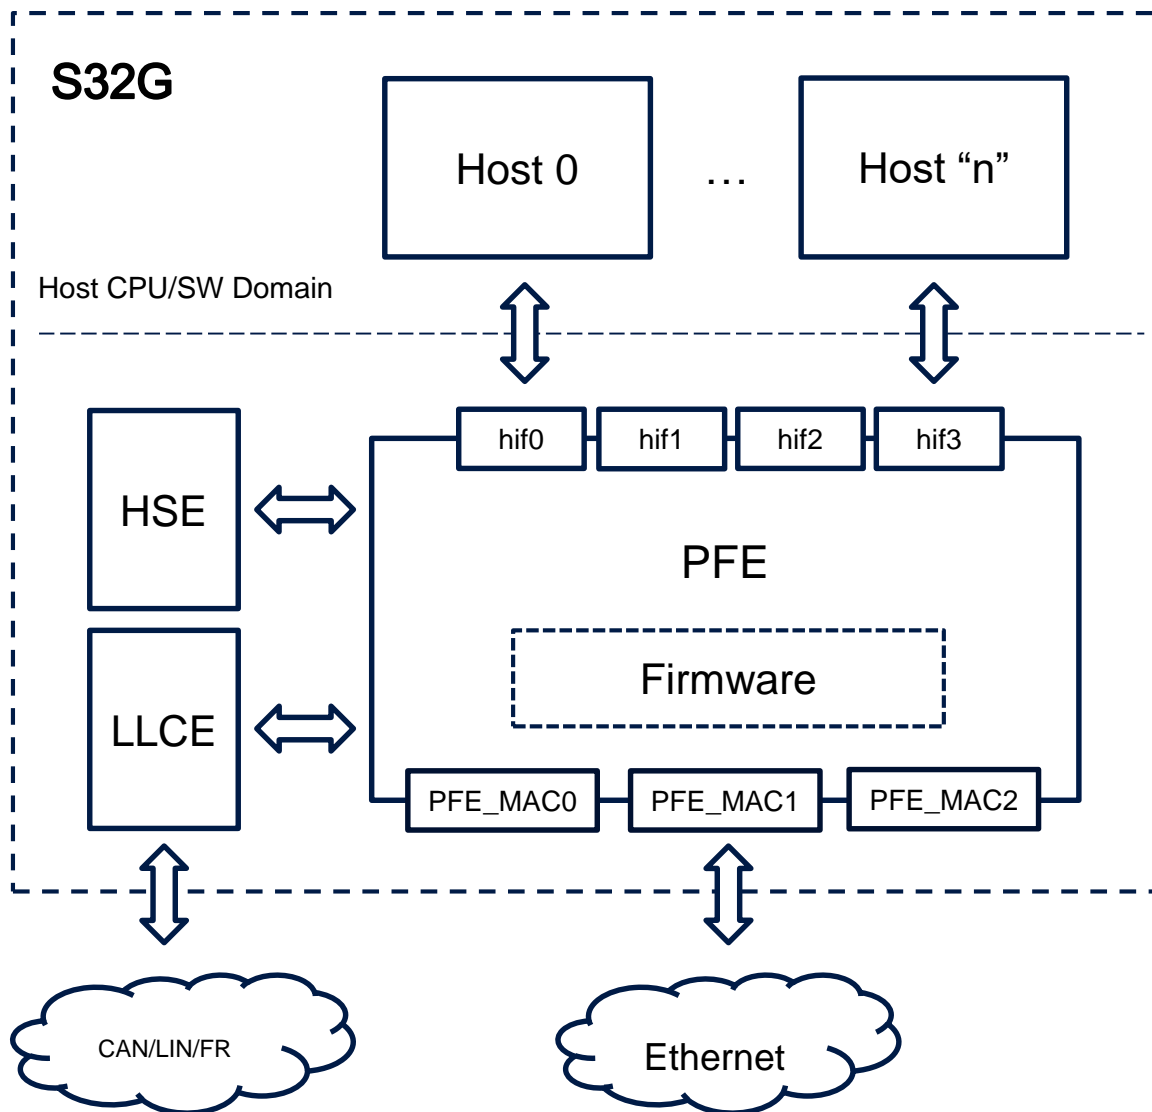 S32G
Host 0
…
Host “n”
Host CPU/SW Domain
hif0
hif1
hif2
hif3
HSE
PFE
Firmware
LLCE
PFE_MAC0
PFE_MAC1
PFE_MAC2
CAN/LIN/FR
Ethernet